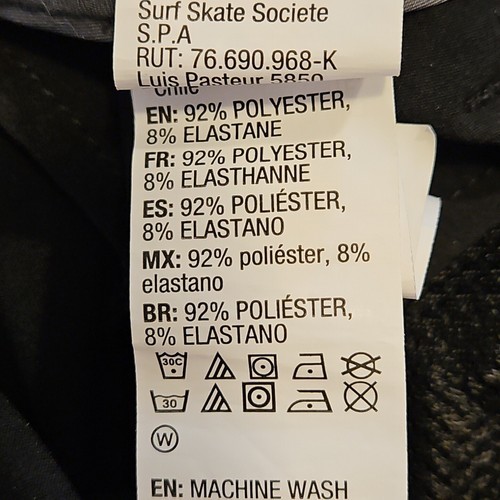 Surf Skate Societe
S.P.A
RUT: 76.690.968-K
Luis Pasteur 5850
Chile
EN: 92% POLYESTER,
8% ELASTANE
FR: 92% POLYESTER,
8% ELASTHANNE
ES: 92% POLIÉSTER,
8% ELASTANO
MX: 92% poliéster, 8%
elastano
BR: 92% POLIÉSTER,
8% ELASTANO
30C
30
W
EN: MACHINE WASH